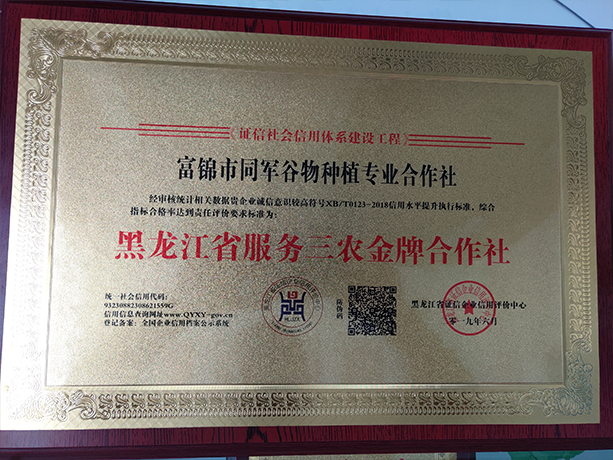 《证信社会信用体系建设工程》
富锦市同军谷物种植专业合作社
经审核统计相关数据贵企业诚信意识较高符号XB/T0123-2018信用水平提升执行标准、综合
指标合格率达到责任评价要求标准为：
黑龙江省服务三农金牌合作社
统一社会信用代码：
93230882308621559G
信用信息查询网址www.QYXY-gov.cn
登记备案：全国企业信用档案公示系统
防伪码
黑龙江省证信企业信用评价中心
二零一九年六月